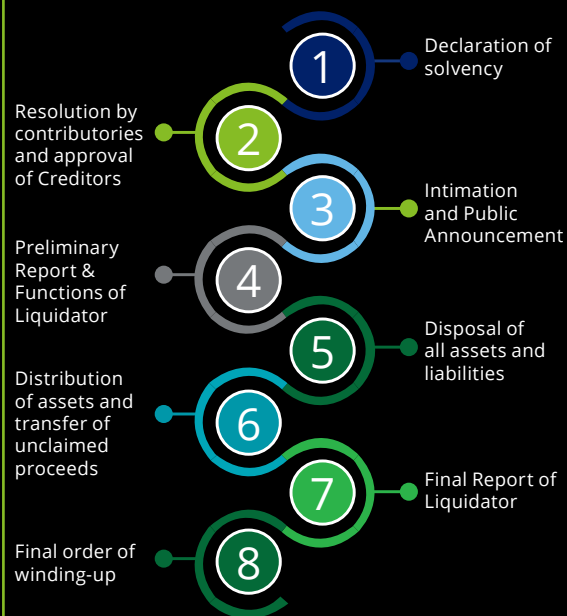 1
Declaration of
solvency
Resolution by
contributories
and approval
of Creditors
2
3
Intimation
and Public
Announcement
Preliminary
Report &
Functions of
Liquidator
4
5
Disposal of
all assets and
liabilities
Distribution
of assets and
transfer of
unclaimed
proceeds
6
7
Final Report of
Liquidator
Final order of
winding-up
8